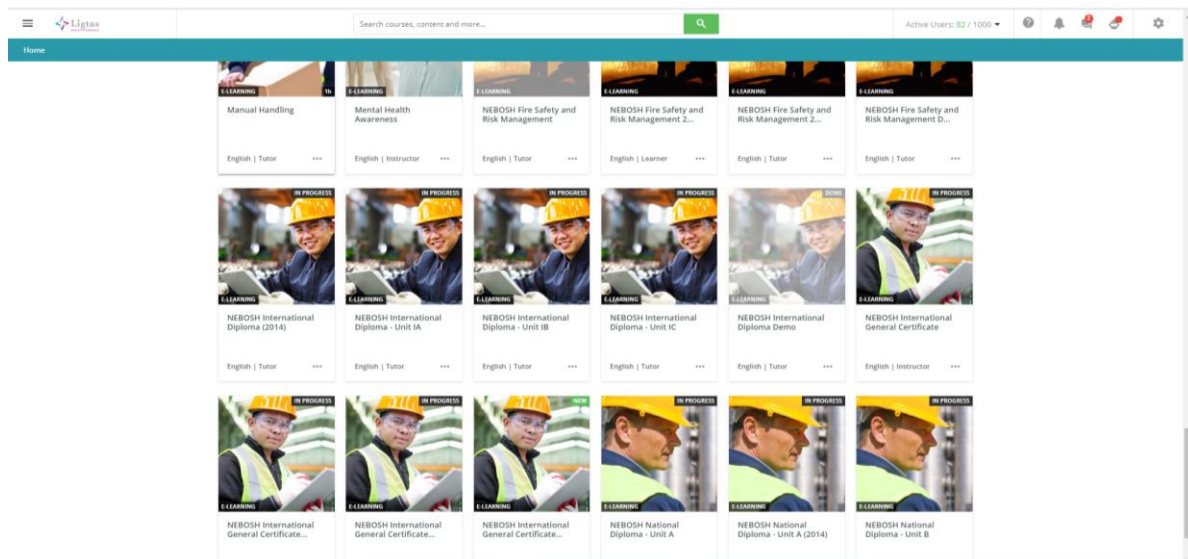 Ligtas
Search courses, content and more...
Active Users: 82 / 1000
2
Home
E-LEARNING 1h E-LEARNING E-LEARNING E-LEARNING E-LEARNING E-LEARNING
Manual Handling Mental Health NEBOSH Fire Safety and NEBOSH Fire Safety and NEBOSH Fire Safety and NEBOSH Fire Safety and
Awareness Risk Management Risk Management 2... Risk Management 2... Risk Management D...
English | Tutor English | Instructor English | Tutor English | Learner English | Tutor English | Tutor
IN PROGRESS IN PROGRESS IN PROGRESS IN PROGRESS DONE IN PROGRESS
E-LEARNING E-LEARNING E-LEARNING E-LEARNING E-LEARNING E-LEARNING
NEBOSH International NEBOSH International NEBOSH International NEBOSH International NEBOSH International NEBOSH International
Diploma (2014) Diploma - Unit IA Diploma - Unit IB Diploma - Unit IC Diploma Demo General Certificate
English | Tutor English | Tutor English | Tutor English | Tutor English | Tutor English | Instructor
IN PROGRESS IN PROGRESS NEW IN PROGRESS IN PROGRESS IN PROGRESS
E-LEARNING E-LEARNING E-LEARNING E-LEARNING E-LEARNING E-LEARNING
NEBOSH International NEBOSH International NEBOSH International NEBOSH National NEBOSH National NEBOSH National
General Certificate... General Certificate... General Certificate... Diploma - Unit A Diploma - Unit A (2014) Diploma - Unit B